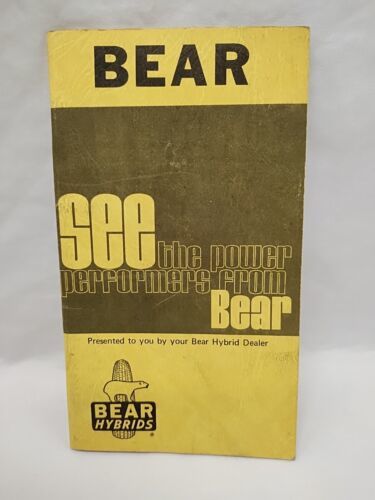 BEAR
See the power
performers from
Bear
Presented to you by your Bear Hybrid Dealer
BEAR
HYBRIDS
®